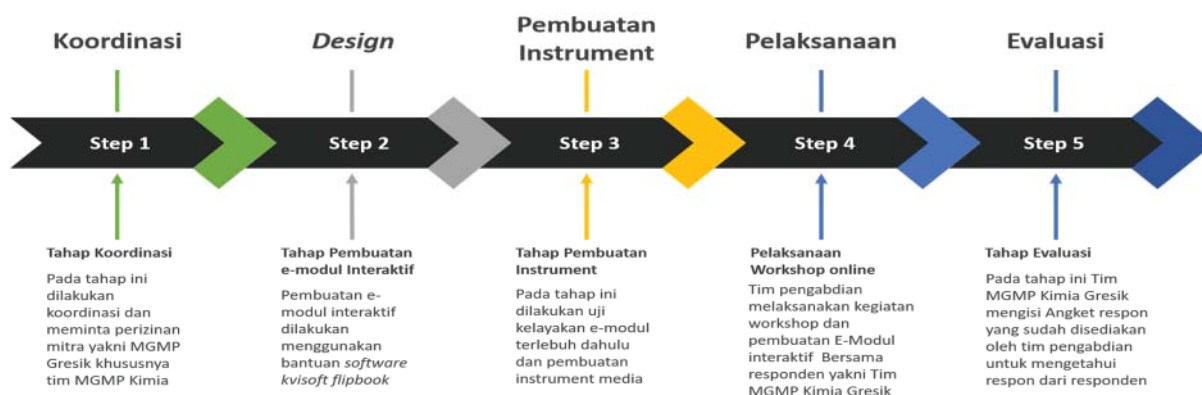 Koordinasi
Design
Pembuatan
Instrument
Pelaksanaan
Evaluasi
Step 1
Step 2
Step 3
Step 4
Step 5
Tahap Koordinasi
Pada tahap ini
dilakukan
koordinasi dan
meminta perizinan
mitra yakni MGMP
Gresik khususnya
tim MGMP Kimia
Tahap Pembuatan
e-modul Interaktif
Pembuatan e-
modul interaktif
dilakukan
menggunakan
bantuan software
kvisoft flipbook
Tahap Pembuatan
Instrument
Pada tahap ini
dilakukan uji
kelayakan e-modul
terlebih dahulu
dan pembuatan
instrument media
Pelaksanaan
Workshop online
Tim pengabdian
melaksanakan kegiatan
workshop dan
pembuatan E-Modul
interaktif Bersama
responden yakni Tim
MGMP Kimia Gresik
Tahap Evaluasi
Pada tahap ini Tim
MGMP Kimia Gresik
mengisi Angket respon
yang sudah disediakan
oleh tim pengabdian
untuk mengetahui
respon dari responden